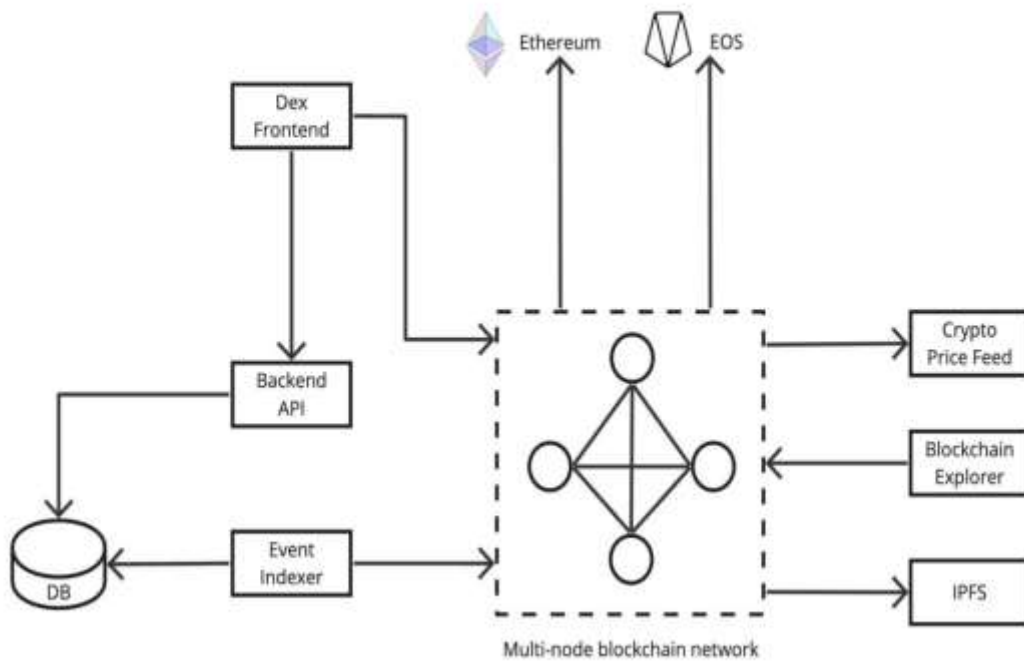 Ethereum
EOS
Dex
Frontend
Crypto
Price Feed
Backend
API
Blockchain
Explorer
Event
Indexer
DB
IPFS
Multi-node blockchain network